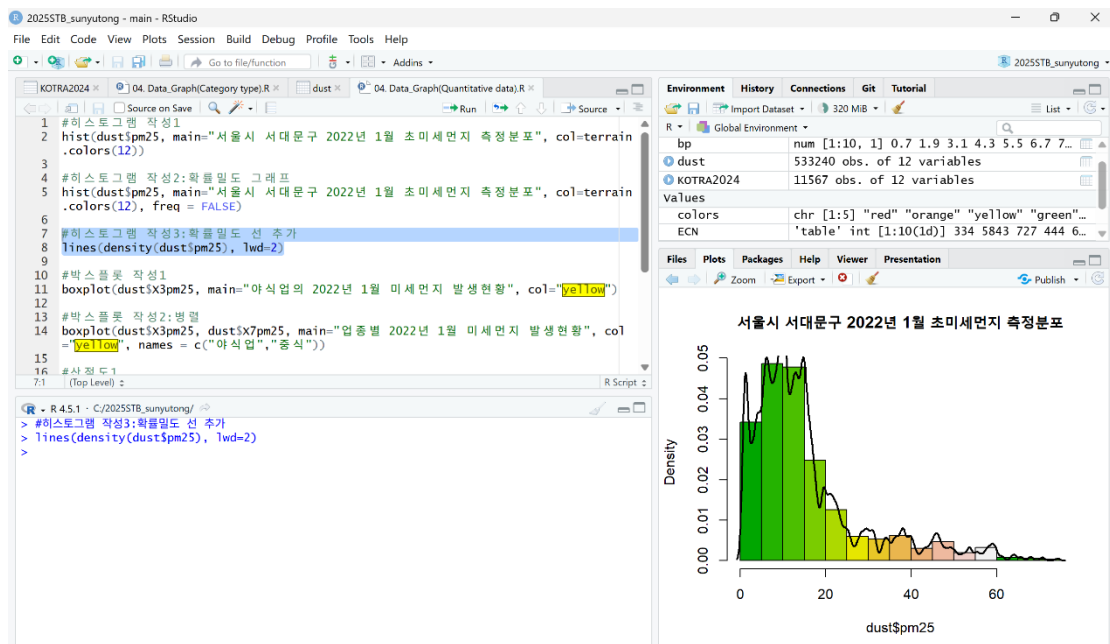 2025STB_sunyutong - main - RStudio
File Edit Code View Plots Session Build Debug Profile Tools Help
Go to file/function Addins 2025STB_sunyutong
KOTRA2024 04. Data_Graph(Category type).R dust 04. Data_Graph(Quantitative data).R
Source on Save Run Source
1 #히스토그램 작성1
2 hist(dust$pm25, main="서울시 서대문구 2022년 1월 초미세먼지 측정분포", col=terrain
.colors(12))
3
4 #히스토그램 작성2:확률밀도 그래프
5 hist(dust$pm25, main="서울시 서대문구 2022년 1월 초미세먼지 측정분포", col=terrain
.colors(12), freq = FALSE)
6
7 #히스토그램 작성3:확률밀도 선 추가
8 lines(density(dust$pm25), lwd=2)
9
10 #박스플롯 작성1
11 boxplot(dust$X3pm25, main="야식업의 2022년 1월 미세먼지 발생현황", col="yellow")
12
13 #박스플롯 작성2:병렬
14 boxplot(dust$X3pm25, dust$X7pm25, main="업종별 2022년 1월 미세먼지 발생현황", col
="yellow", names = c("야식업","중식"))
15
16 #산점도1
7:1 (Top Level) R Script
R 4.5.1 · C:/2025STB_sunyutong/
> #히스토그램 작성3:확률밀도 선 추가
> lines(density(dust$pm25), lwd=2)
>
Environment History Connections Git Tutorial
Import Dataset 320 MiB List
R Global Environment
bp num [1:10, 1] 0.7 1.9 3.1 4.3 5.5 6.7 7…
dust 533240 obs. of 12 variables
KOTRA2024 11567 obs. of 12 variables
Values
colors chr [1:5] "red" "orange" "yellow" "green"…
ECN 'table' int [1:10(1d)] 334 5843 727 444 6…
Files Plots Packages Help Viewer Presentation
Zoom Export Publish
서울시 서대문구 2022년 1월 초미세먼지 측정분포
Density
0.05
0.04
0.03
0.02
0.01
0.00
0 20 40 60
dust$pm25